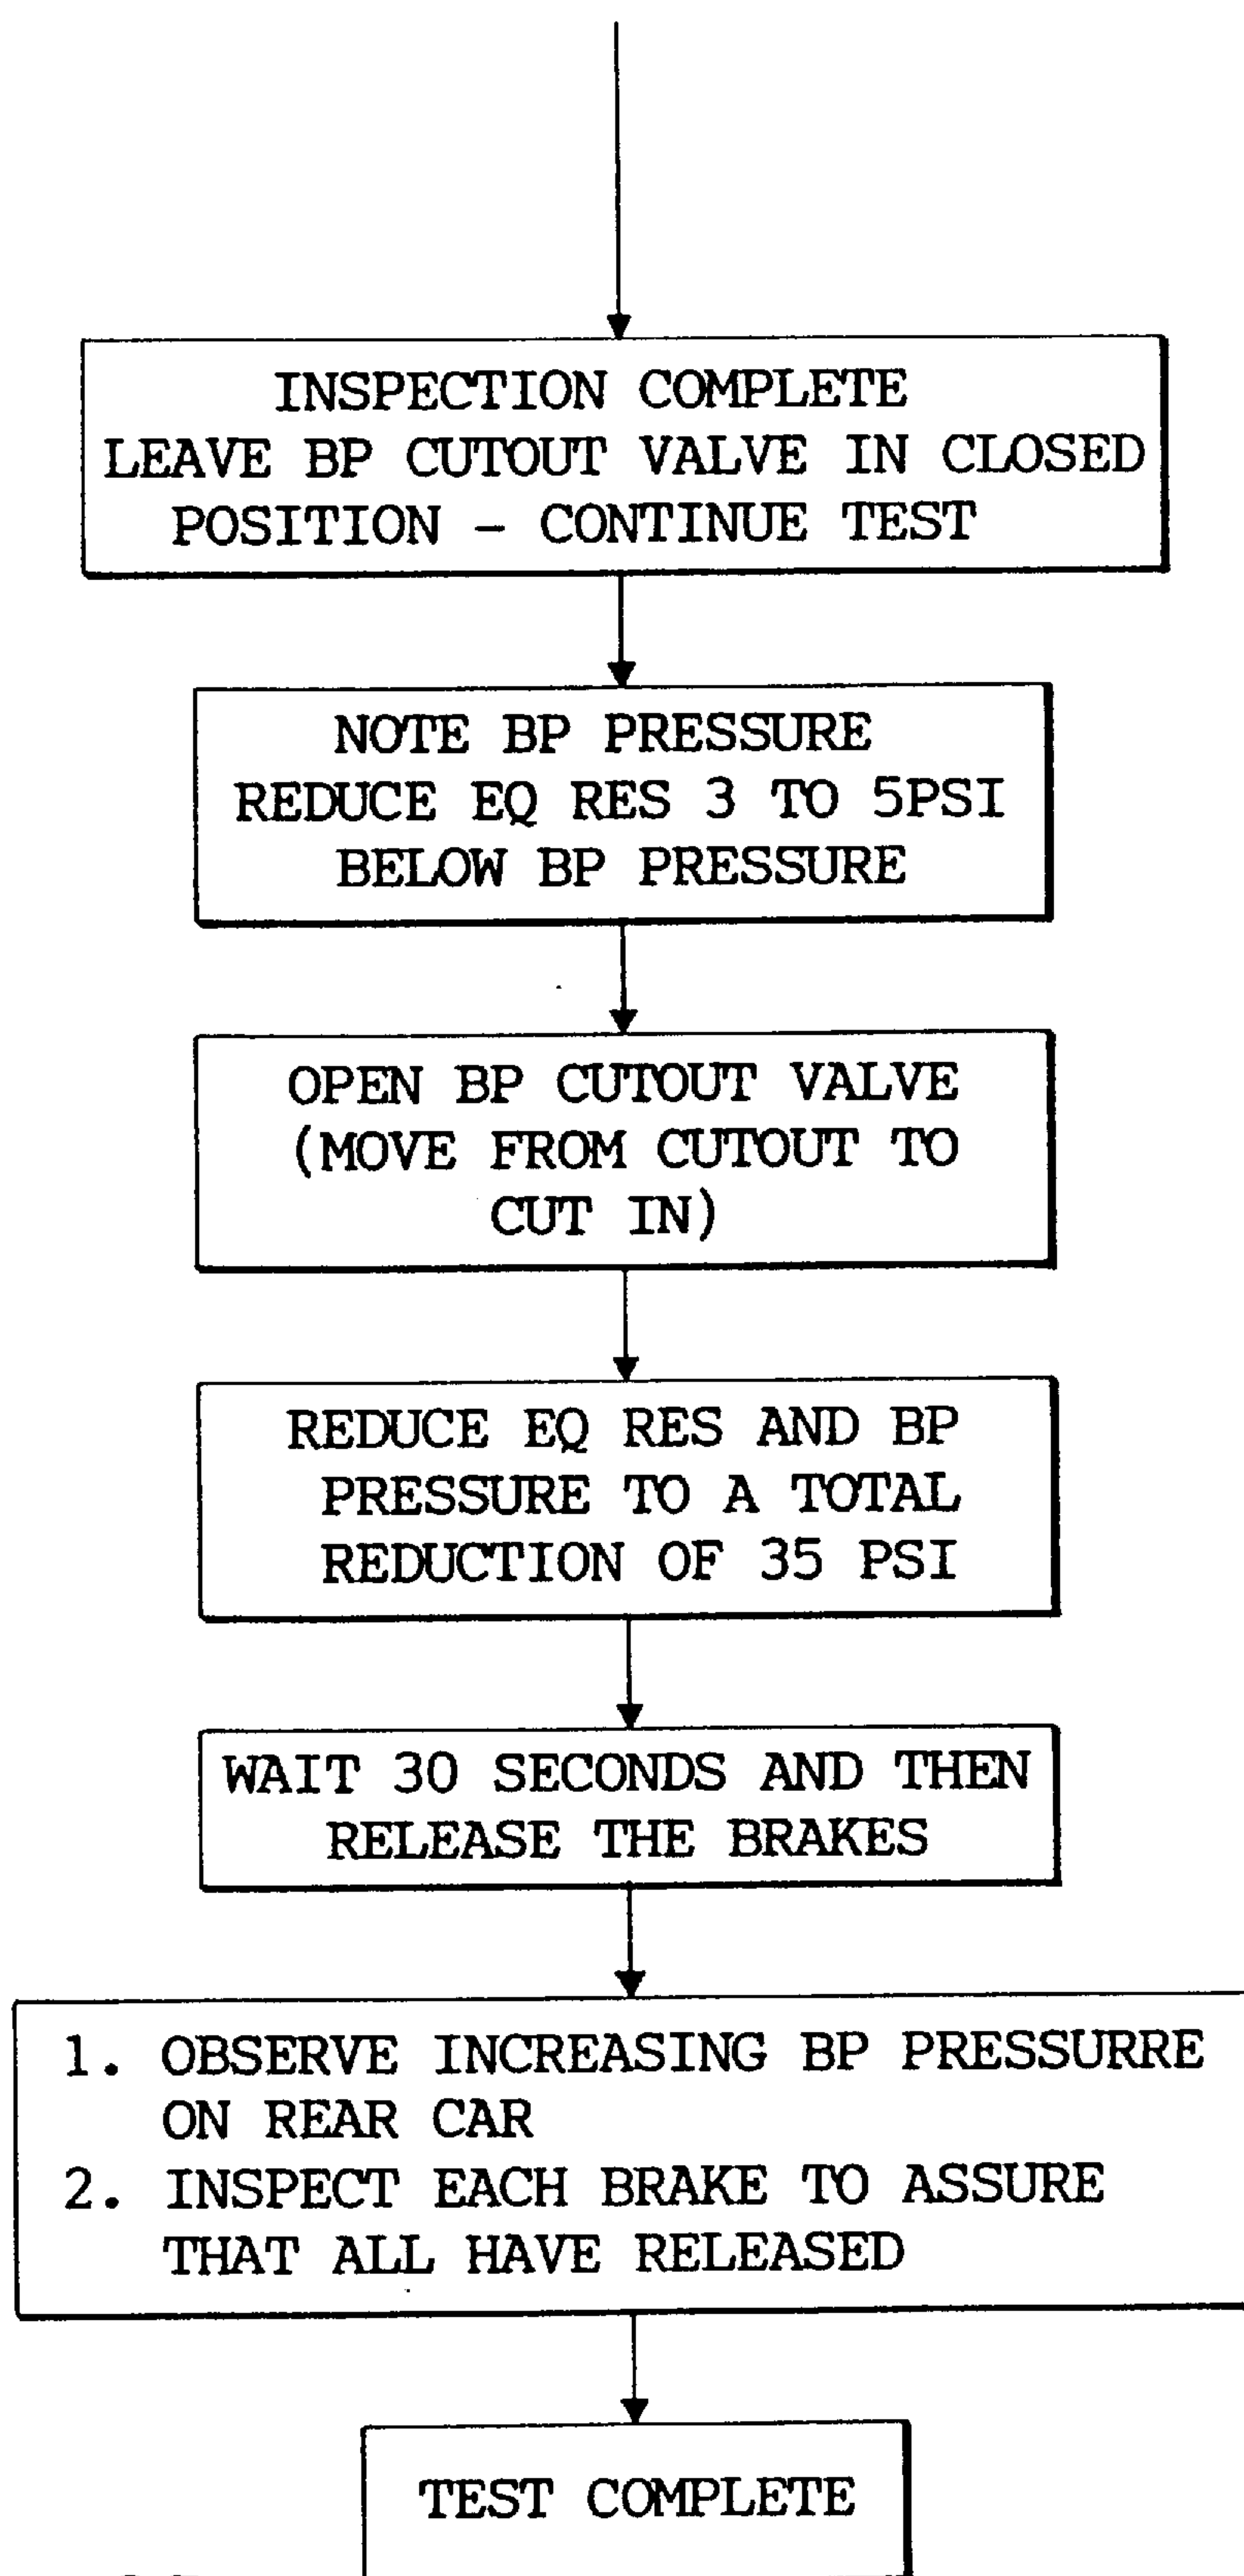 INSPECTION COMPLETE
LEAVE BP CUTOUT VALVE IN CLOSED
POSITION - CONTINUE TEST
NOTE BP PRESSURE
REDUCE EQ RES 3 TO 5PSI
BELOW BP PRESSURE
OPEN BP CUTOUT VALVE
(MOVE FROM CUTOUT TO
CUT IN)
REDUCE EQ RES AND BP
PRESSURE TO A TOTAL
REDUCTION OF 35 PSI
WAIT 30 SECONDS AND THEN
RELEASE THE BRAKES
1. OBSERVE INCREASING BP PRESSURRE
ON REAR CAR
2. INSPECT EACH BRAKE TO ASSURE
THAT ALL HAVE RELEASED
TEST COMPLETE